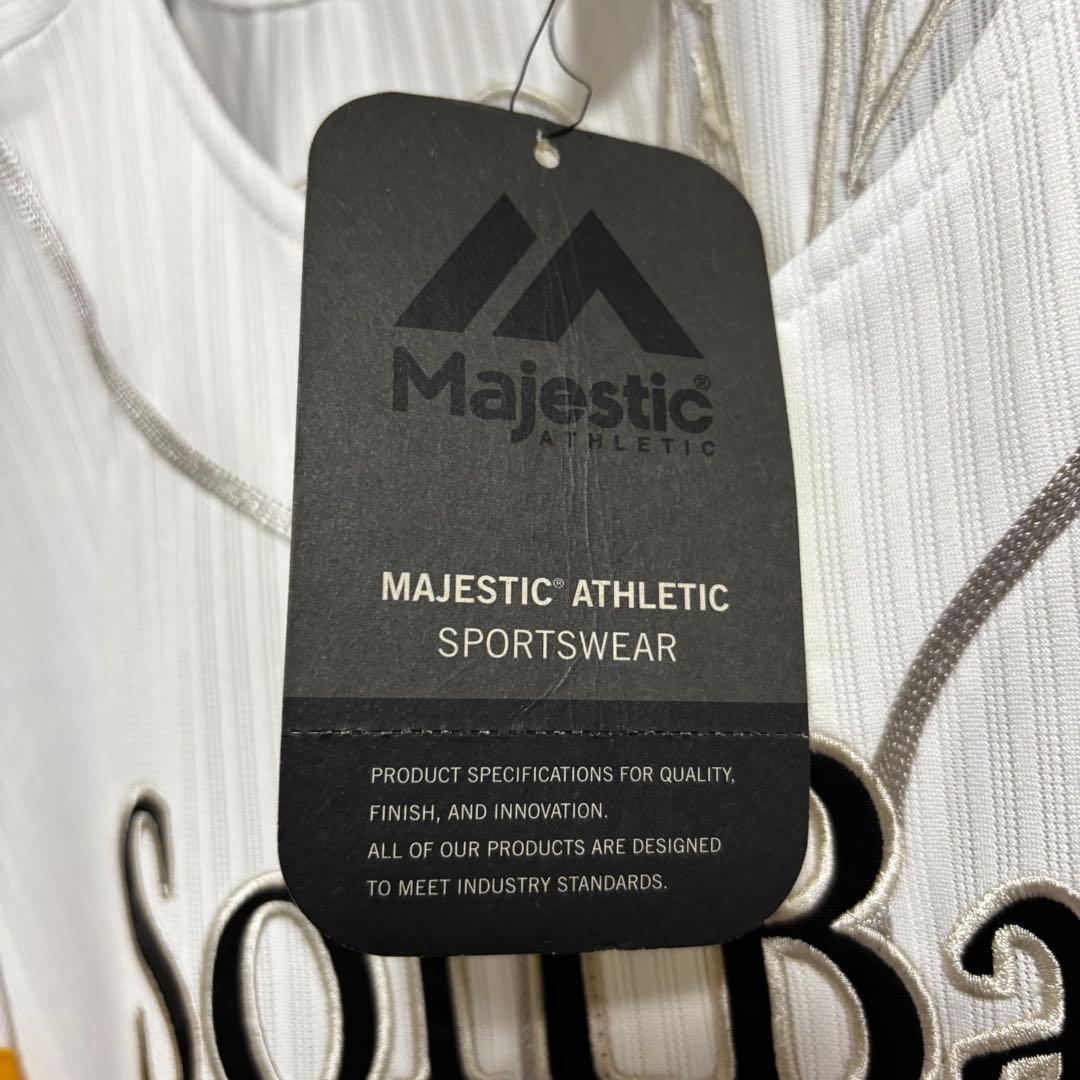 Majestic®
ATHLETIC
MAJESTIC® ATHLETIC
SPORTSWEAR
PRODUCT SPECIFICATIONS FOR QUALITY,
FINISH, AND INNOVATION.
ALL OF OUR PRODUCTS ARE DESIGNED
TO MEET INDUSTRY STANDARDS.